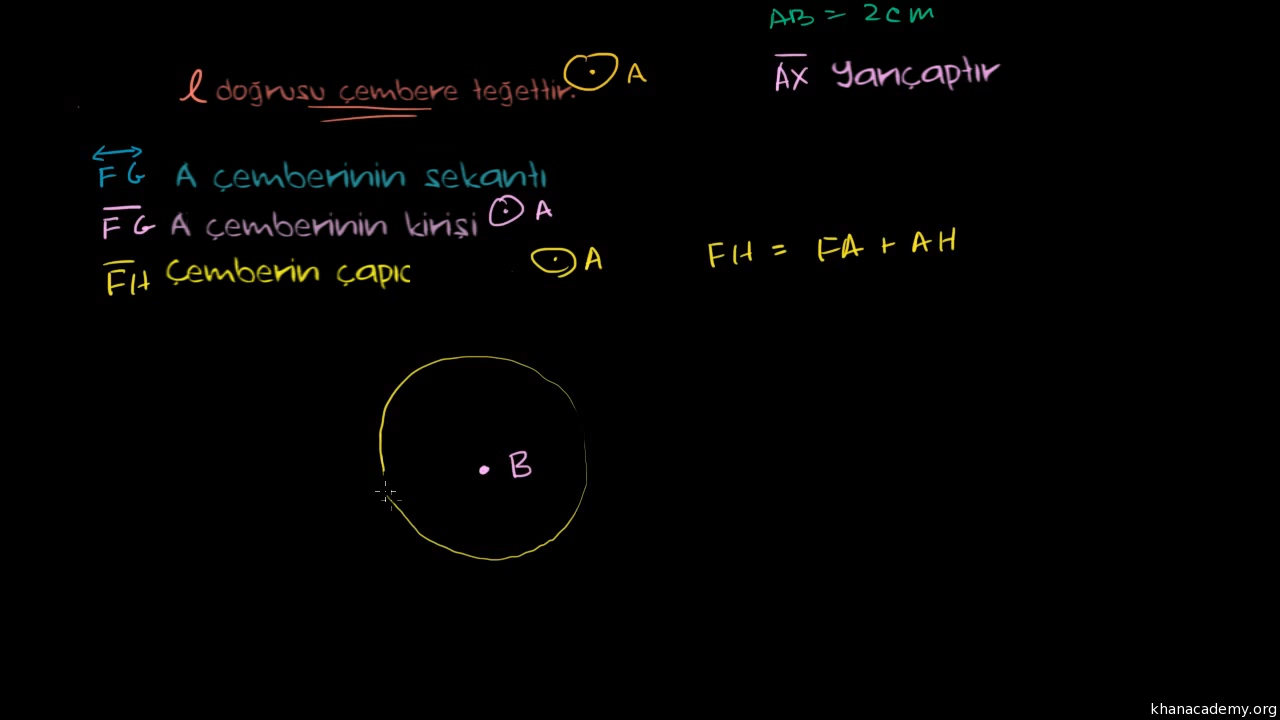 AB = 2cm
l doğrusu çembere teğettir. ⊙ A
AX yarıçaptır
FG A çemberinin sekantı
FG A çemberinin kirişi ⊙ A
FH Çemberin çapıc ⊙ A
FH = FA + AH
B
khanacademy.org